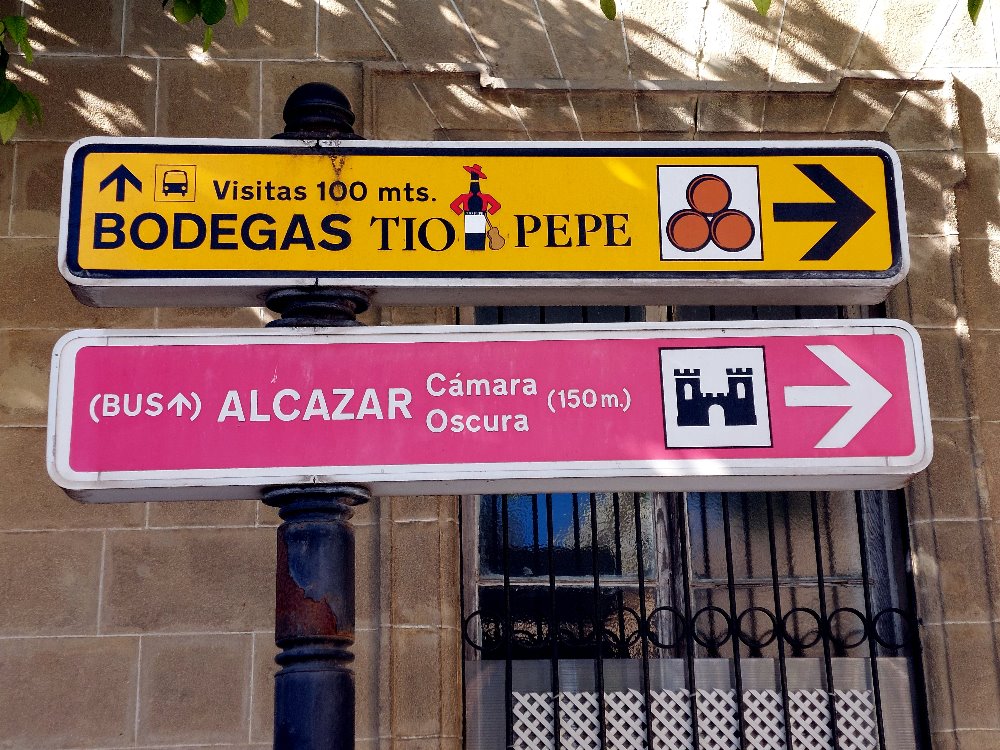 Visitas 100 mts.
BODEGAS TIO PEPE
(BUS↑) ALCAZAR Cámara
Oscura (150 m.)